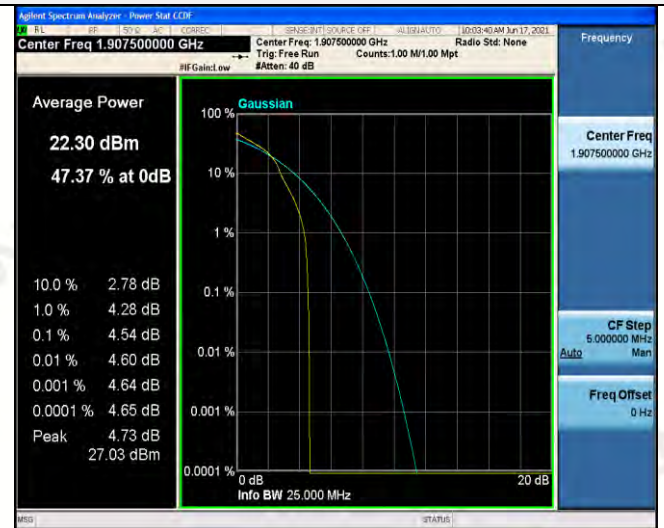 Agilent Spectrum Analyzer - Power Stat CCDF
RL RF 50 Ω AC CORREC SENSE:INT SOURCE OFF ALIGN AUTO 10:03:40 AM Jun 17, 2021
Center Freq 1.907500000 GHz
Center Freq: 1.907500000 GHz Radio Std: None
Trig: Free Run Counts:1.00 M/1.00 Mpt
#IFGain:Low #Atten: 40 dB
Frequency
Average Power
22.30 dBm
47.37 % at 0dB
10.0 % 2.78 dB
1.0 % 4.28 dB
0.1 % 4.54 dB
0.01 % 4.60 dB
0.001 % 4.64 dB
0.0001 % 4.65 dB
Peak 4.73 dB
27.03 dBm
Gaussian
100 %
10 %
1 %
0.1 %
0.01 %
0.001 %
0.0001 %
0 dB 20 dB
Info BW 25.000 MHz
Center Freq
1.907500000 GHz
CF Step
5.000000 MHz
Auto Man
Freq Offset
0 Hz
MSG STATUS